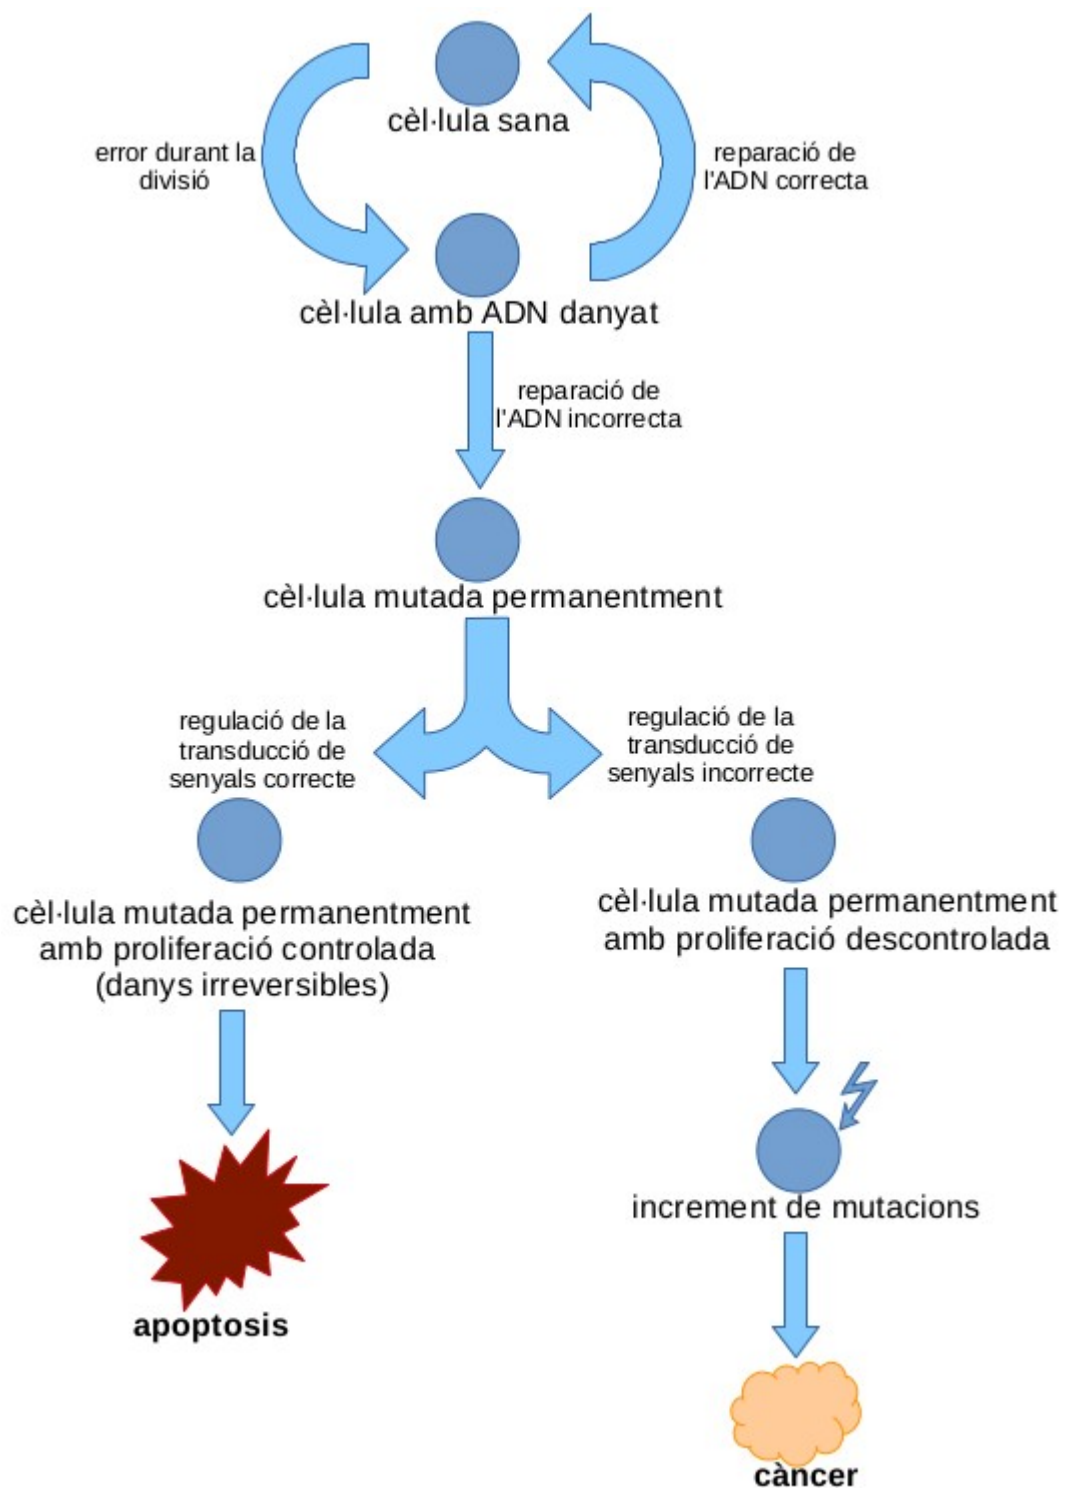 cèl·lula sana
error durant la
divisió
reparació de
l'ADN correcta
cèl·lula amb ADN danyat
reparació de
l'ADN incorrecta
cèl·lula mutada permanentment
regulació de la
transducció de
senyals correcte
regulació de la
transducció de
senyals incorrecte
cèl·lula mutada permanentment
amb proliferació controlada
(danys irreversibles)
cèl·lula mutada permanentment
amb proliferació descontrolada
increment de mutacions
apoptosis
càncer